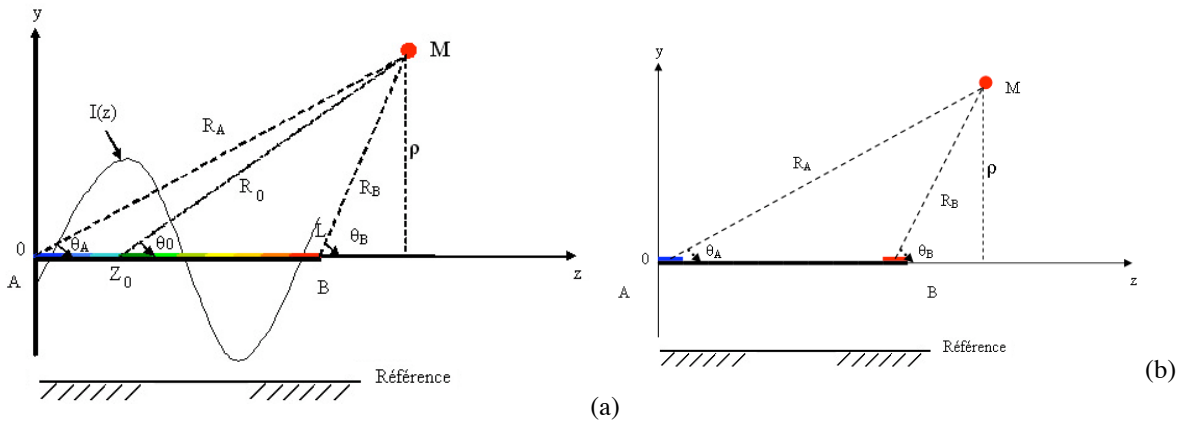 y
M
I(z)
R_A
R_0
R_B
ρ
0
θ_A
θ0
L
θ_B
A
Z_0
B
z
Référence
(a)
y
M
R_A
R_B
ρ
0
θ_A
θ_B
A
B
z
Référence
(b)